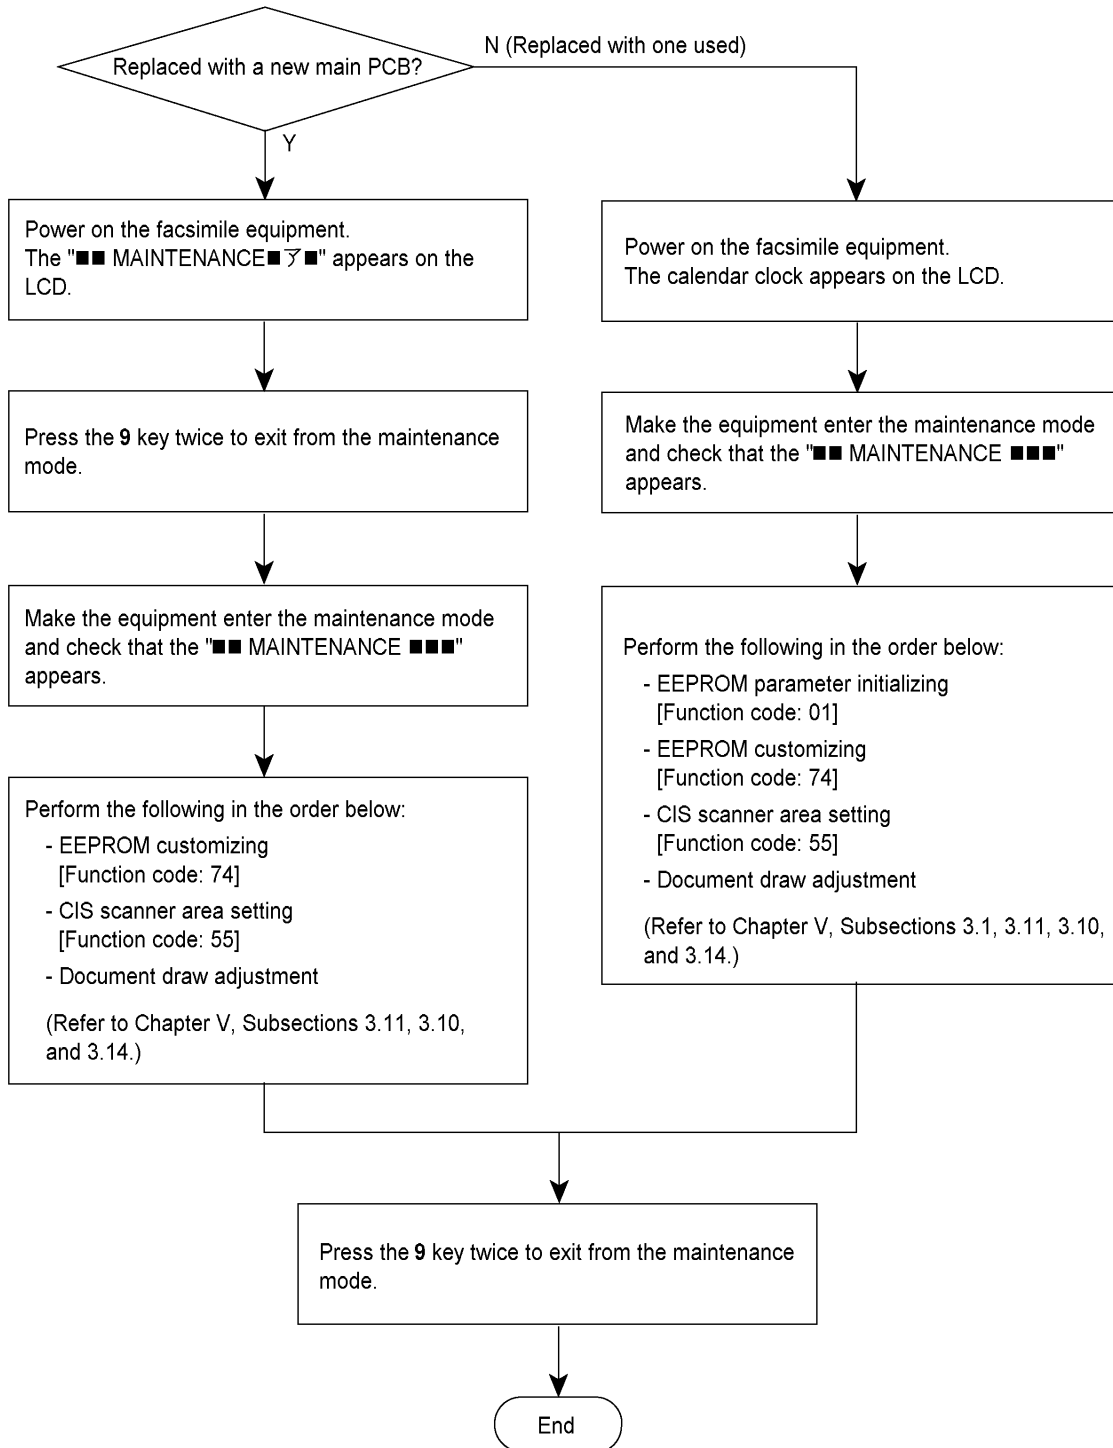 Replaced with a new main PCB?
N (Replaced with one used)
Y
Power on the facsimile equipment.
The "■■ MAINTENANCE■ア■" appears on the
LCD.
Press the 9 key twice to exit from the maintenance
mode.
Make the equipment enter the maintenance mode
and check that the "■■ MAINTENANCE ■■■"
appears.
Perform the following in the order below:
- EEPROM customizing
[Function code: 74]
- CIS scanner area setting
[Function code: 55]
- Document draw adjustment
(Refer to Chapter V, Subsections 3.11, 3.10,
and 3.14.)
Power on the facsimile equipment.
The calendar clock appears on the LCD.
Make the equipment enter the maintenance mode
and check that the "■■ MAINTENANCE ■■■"
appears.
Perform the following in the order below:
- EEPROM parameter initializing
[Function code: 01]
- EEPROM customizing
[Function code: 74]
- CIS scanner area setting
[Function code: 55]
- Document draw adjustment
(Refer to Chapter V, Subsections 3.1, 3.11, 3.10,
and 3.14.)
Press the 9 key twice to exit from the maintenance
mode.
End